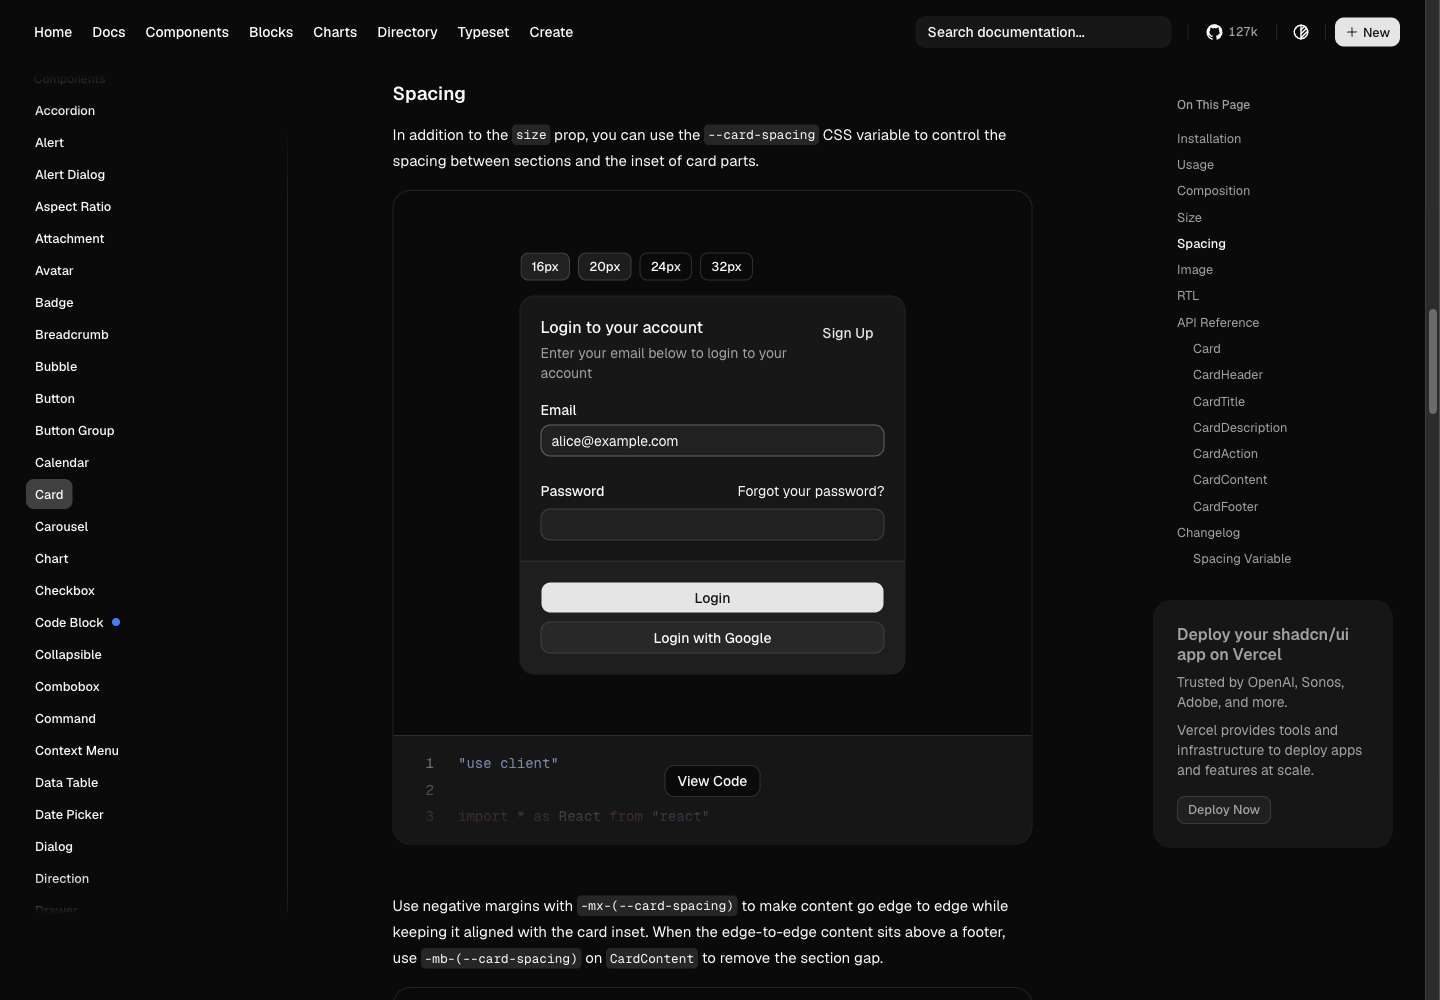 Home Docs Components Blocks Charts Directory Typeset Create
Search documentation...
127k
New
Components
Accordion
Alert
Alert Dialog
Aspect Ratio
Attachment
Avatar
Badge
Breadcrumb
Bubble
Button
Button Group
Calendar
Card
Carousel
Chart
Checkbox
Code Block
Collapsible
Combobox
Command
Context Menu
Data Table
Date Picker
Dialog
Direction
Drawer
Spacing
In addition to the size prop, you can use the --card-spacing CSS variable to control the
spacing between sections and the inset of card parts.
16px 20px 24px 32px
Login to your account
Sign Up
Enter your email below to login to your
account
Email
alice@example.com
Password Forgot your password?
Login
Login with Google
1 "use client"
View Code
2
3 import * as React from "react"
Use negative margins with -mx-(--card-spacing) to make content go edge to edge while
keeping it aligned with the card inset. When the edge-to-edge content sits above a footer,
use -mb-(--card-spacing) on CardContent to remove the section gap.
On This Page
Installation
Usage
Composition
Size
Spacing
Image
RTL
API Reference
Card
CardHeader
CardTitle
CardDescription
CardAction
CardContent
CardFooter
Changelog
Spacing Variable
Deploy your shadcn/ui
app on Vercel
Trusted by OpenAI, Sonos,
Adobe, and more.
Vercel provides tools and
infrastructure to deploy apps
and features at scale.
Deploy Now